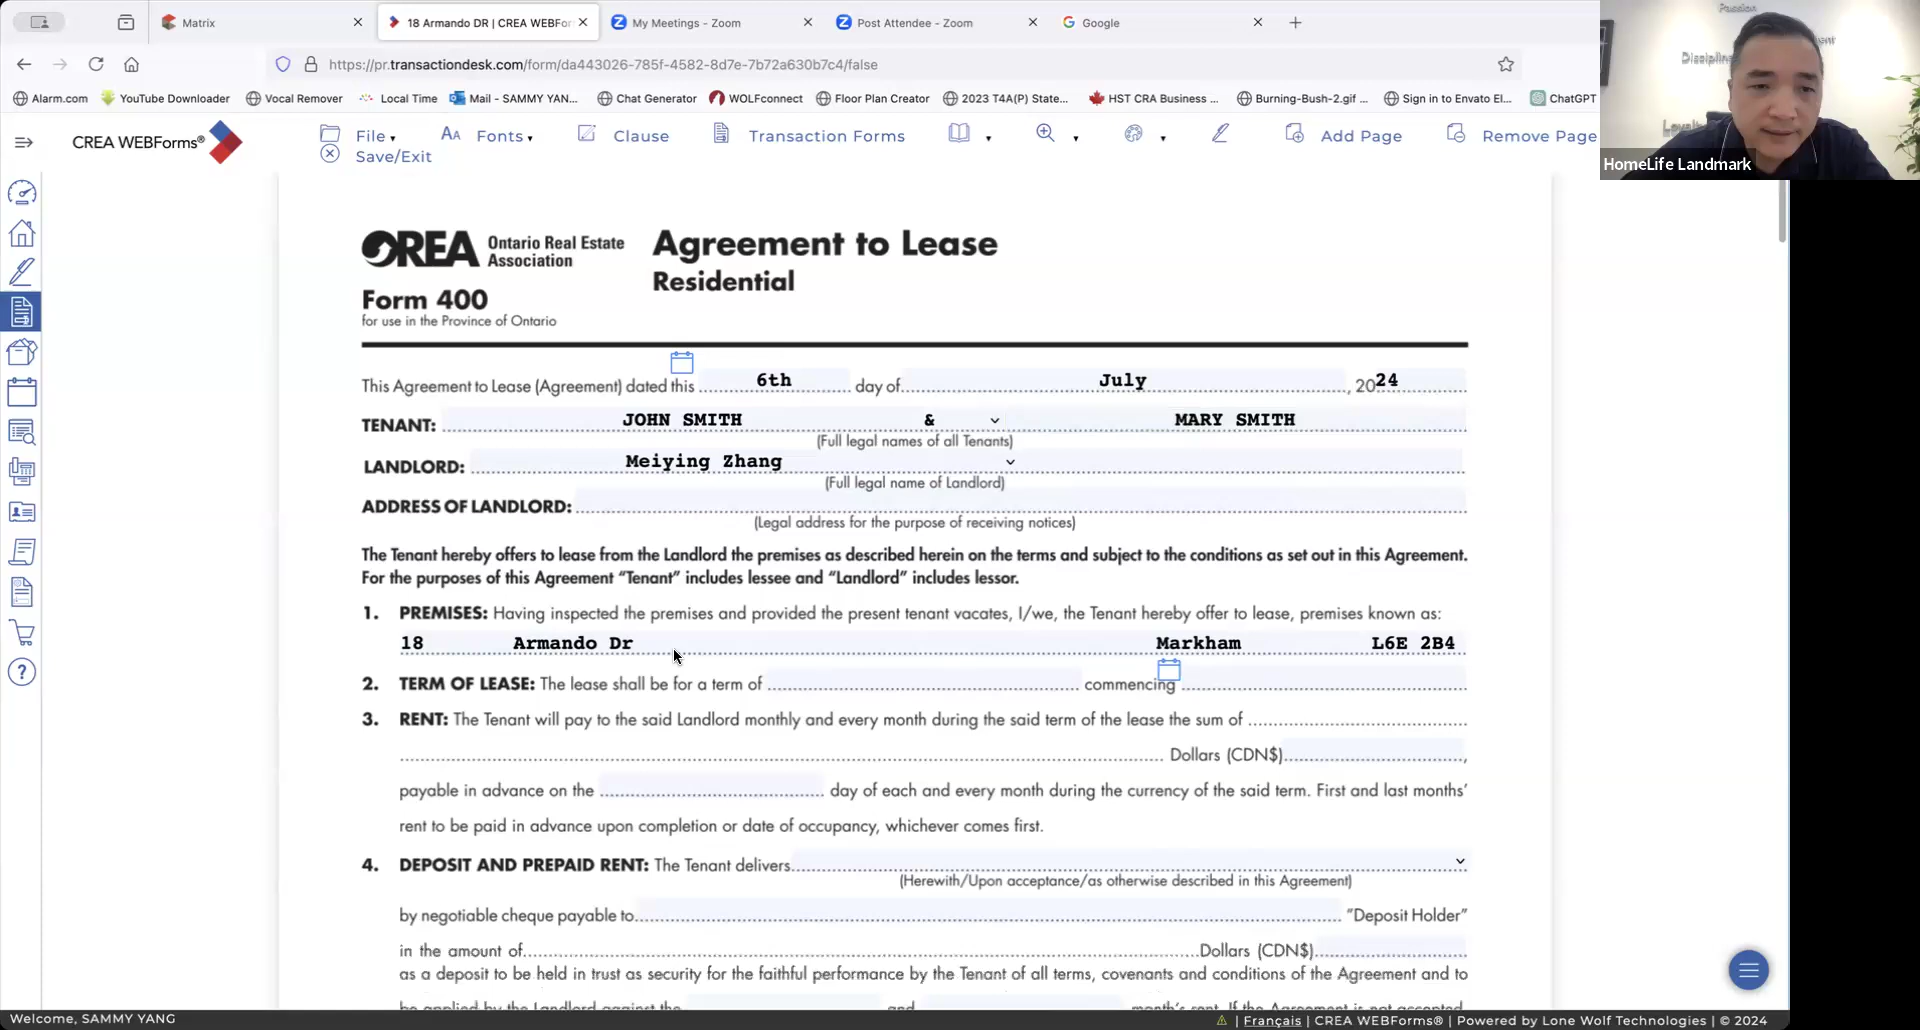 Matrix
18 Armando DR | CREA WEBFor
My Meetings - Zoom
Post Attendee - Zoom
Google
https://pr.transactiondesk.com/form/da443026-785f-4582-8d7e-7b72a630b7c4/false
Alarm.com YouTube Downloader Vocal Remover Local Time Mail - SAMMY YAN... Chat Generator WOLFconnect Floor Plan Creator 2023 T4A(P) State... HST CRA Business ... Burning-Bush-2.gif ... Sign in to Envato El... ChatGPT
Passion
HomeLife Landmark
CREA WEBForms®
File Fonts Clause Transaction Forms Add Page Remove Page
Save/Exit
OREA Ontario Real Estate Association
Agreement to Lease
Residential
Form 400
for use in the Province of Ontario
This Agreement to Lease (Agreement) dated this 6th day of July, 2024
TENANT: JOHN SMITH & MARY SMITH
(Full legal names of all Tenants)
LANDLORD: Meiying Zhang
(Full legal name of Landlord)
ADDRESS OF LANDLORD:
(Legal address for the purpose of receiving notices)
The Tenant hereby offers to lease from the Landlord the premises as described herein on the terms and subject to the conditions as set out in this Agreement.
For the purposes of this Agreement “Tenant” includes lessee and “Landlord” includes lessor.
1. PREMISES: Having inspected the premises and provided the present tenant vacates, I/we, the Tenant hereby offer to lease, premises known as:
18 Armando Dr Markham L6E 2B4
2. TERM OF LEASE: The lease shall be for a term of commencing
3. RENT: The Tenant will pay to the said Landlord monthly and every month during the said term of the lease the sum of
Dollars (CDN$)
payable in advance on the day of each and every month during the currency of the said term. First and last months’
rent to be paid in advance upon completion or date of occupancy, whichever comes first.
4. DEPOSIT AND PREPAID RENT: The Tenant delivers
(Herewith/Upon acceptance/as otherwise described in this Agreement)
by negotiable cheque payable to “Deposit Holder”
in the amount of Dollars (CDN$)
as a deposit to be held in trust as security for the faithful performance by the Tenant of all terms, covenants and conditions of the Agreement and to
be applied by the Landlord against the and month’s rent. If the Agreement is not accepted,
Welcome, SAMMY YANG
| Français | CREA WEBForms® | Powered by Lone Wolf Technologies | © 2024